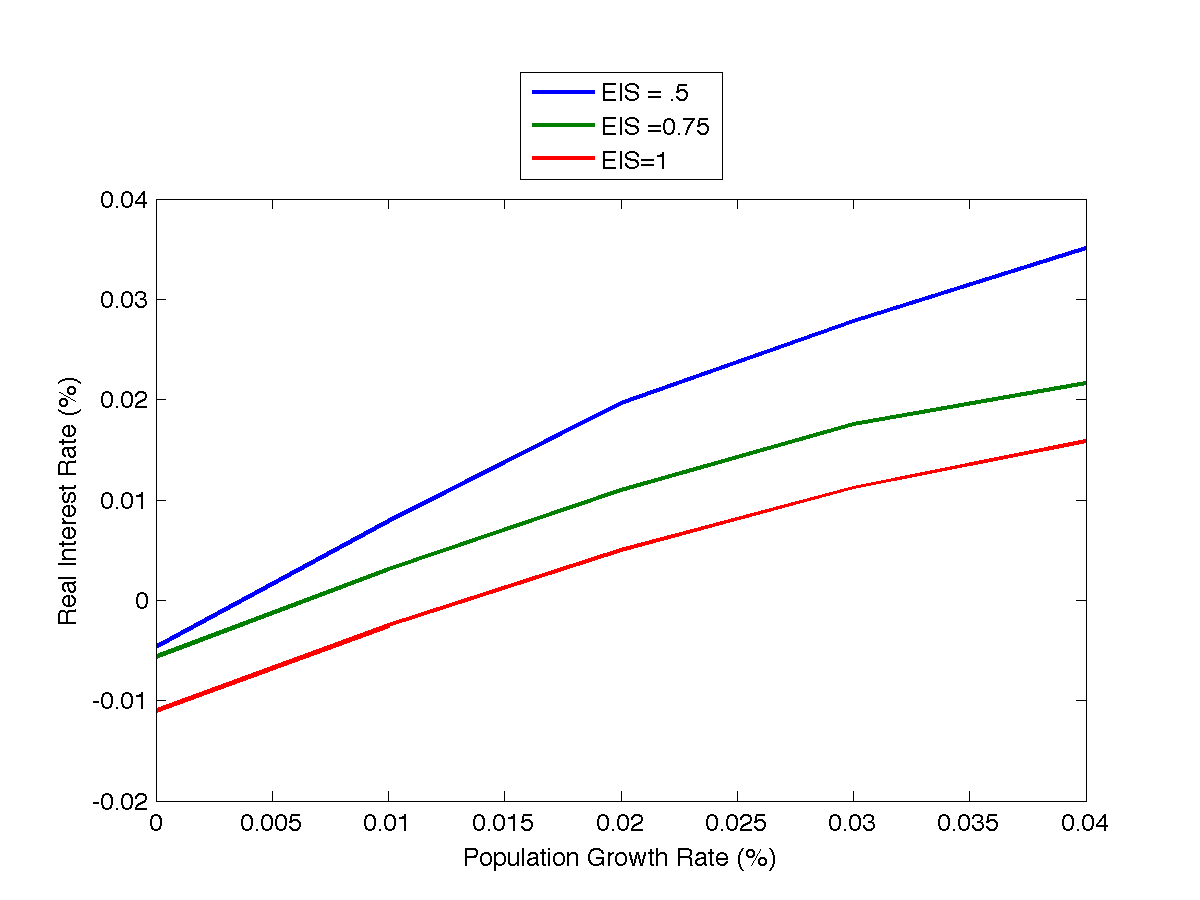 EIS = .5
EIS =0.75
EIS=1
0.04
0.03
0.02
0.01
0
-0.01
-0.02
Real Interest Rate (%)
0 0.005 0.01 0.015 0.02 0.025 0.03 0.035 0.04
Population Growth Rate (%)